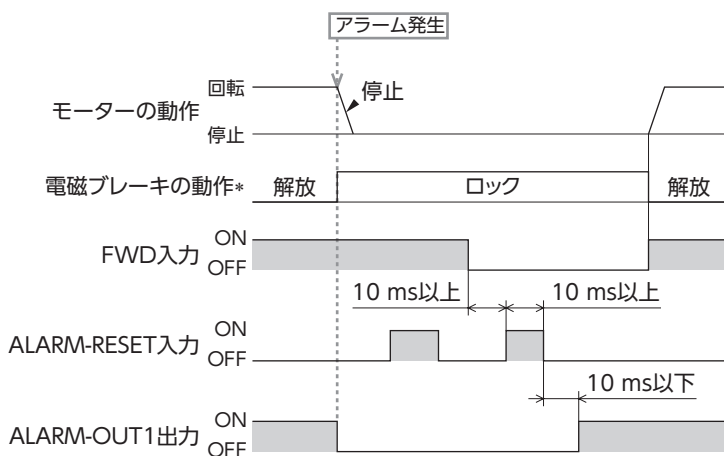 アラーム発生
回転
モーターの動作
停止
停止
電磁ブレーキの動作*
解放
ロック
解放
FWD入力
ON
OFF
10 ms以上
10 ms以上
ALARM-RESET入力
ON
OFF
10 ms以下
ALARM-OUT1出力
ON
OFF